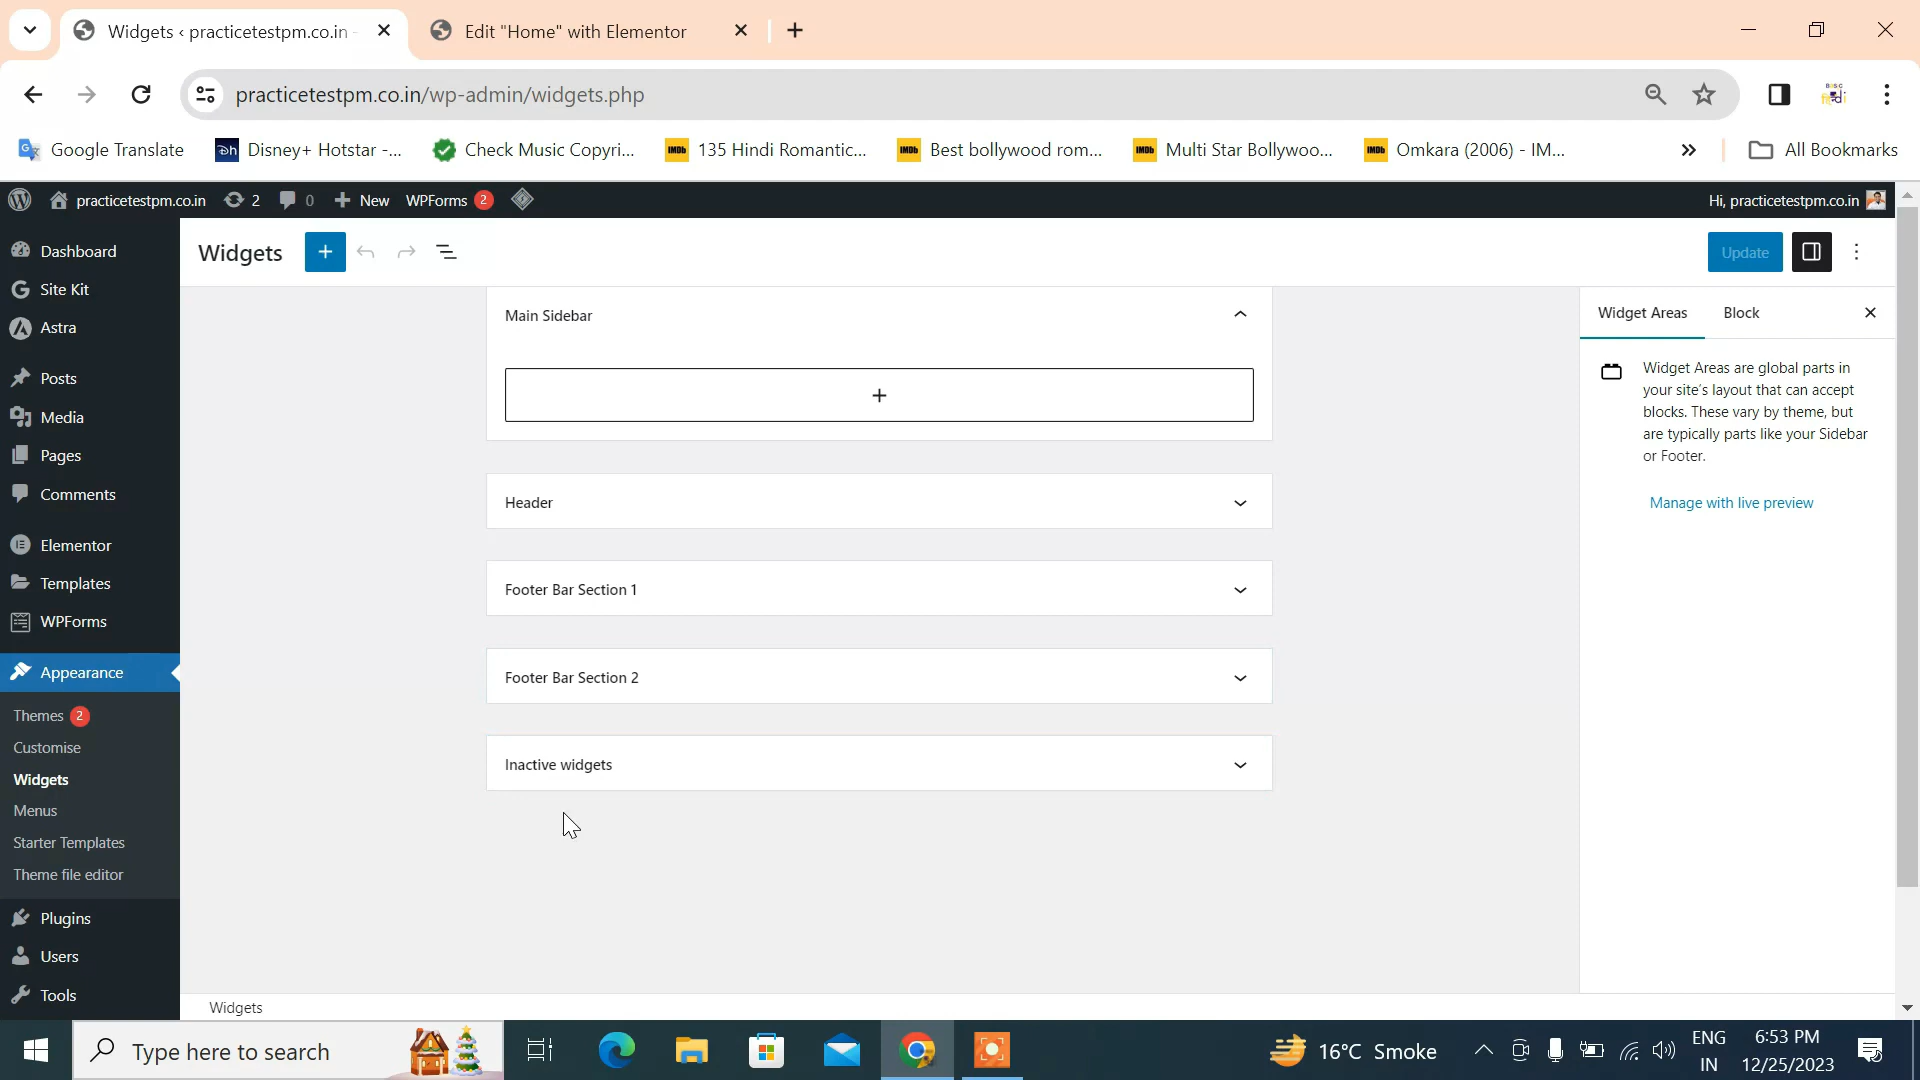 Widgets ‹ practicetestpm.co.in -
Edit "Home" with Elementor
practicetestpm.co.in/wp-admin/widgets.php
Google Translate
Disney+ Hotstar -...
Check Music Copyri...
IMDb
135 Hindi Romantic...
IMDb
Best bollywood rom...
IMDb
Multi Star Bollywoo...
IMDb
Omkara (2006) - IM...
»
All Bookmarks
practicetestpm.co.in
2
0
New
WPForms 2
Hi, practicetestpm.co.in
Dashboard
Site Kit
Astra
Posts
Media
Pages
Comments
Elementor
Templates
WPForms
Appearance
Themes 2
Customise
Widgets
Menus
Starter Templates
Theme file editor
Plugins
Users
Tools
Widgets
Update
Main Sidebar
Header
Footer Bar Section 1
Footer Bar Section 2
Inactive widgets
Widget Areas
Block
Widget Areas are global parts in
your site's layout that can accept
blocks. These vary by theme, but
are typically parts like your Sidebar
or Footer.
Manage with live preview
Widgets
Type here to search
16°C Smoke
ENG
IN
6:53 PM
12/25/2023